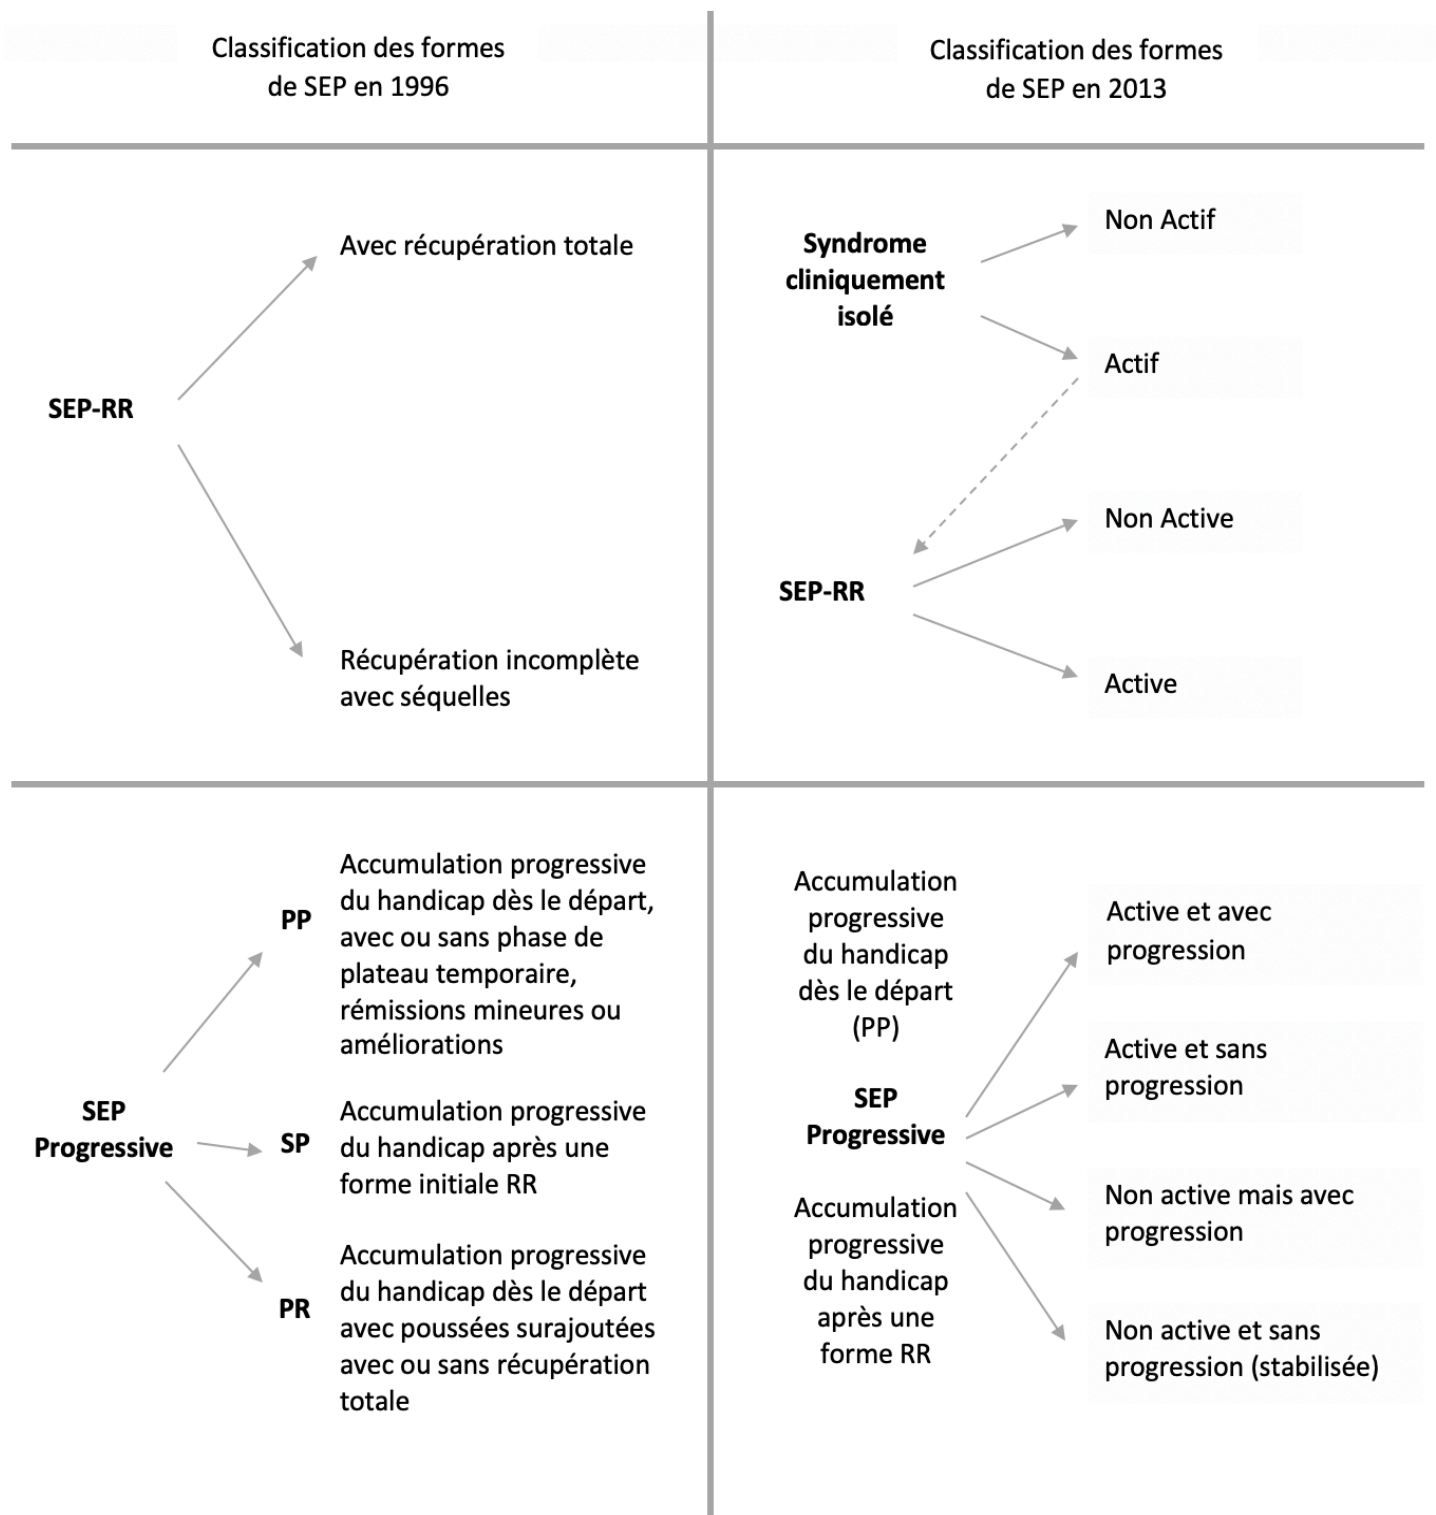 Classification des formes
de SEP en 1996
Classification des formes
de SEP en 2013
SEP-RR
Avec récupération totale
Récupération incomplète
avec séquelles
Syndrome
cliniquement
isolé
Non Actif
Actif
SEP-RR
Non Active
Active
SEP
Progressive
PP
Accumulation progressive
du handicap dès le départ,
avec ou sans phase de
plateau temporaire,
rémissions mineures ou
améliorations
SP
Accumulation progressive
du handicap après une
forme initiale RR
PR
Accumulation progressive
du handicap dès le départ
avec poussées surajoutées
avec ou sans récupération
totale
Accumulation
progressive
du handicap
dès le départ
(PP)
SEP
Progressive
Accumulation
progressive
du handicap
après une
forme RR
Active et avec
progression
Active et sans
progression
Non active mais avec
progression
Non active et sans
progression (stabilisée)